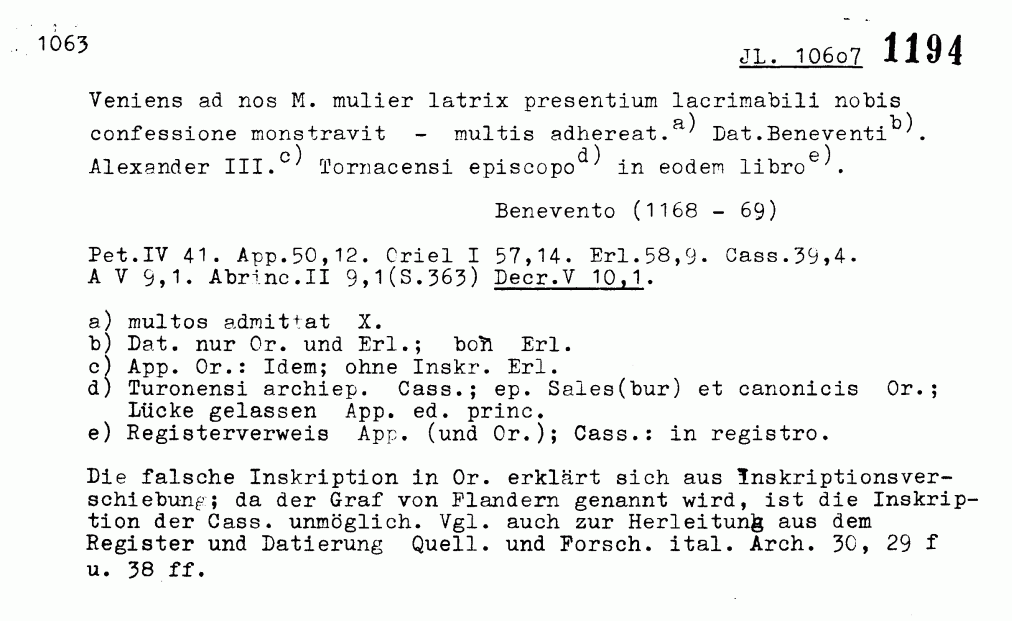 1063
JL. 106o7 1194
Veniens ad nos M. mulier latrix presentium lacrimabili nobis
confessione monstravit - multis adhereat.a) Dat.Beneventi b).
Alexander III.c) Tornacensi episcopo d) in eodem libro e).
Benevento (1168 - 69)
Pet.IV 41. App.50,12. Oriel I 57,14. Erl.58,9. Cass.39,4.
A V 9,1. Abrinc.II 9,1(S.363) Decr.V 10,1.
a) multos admittat X.
b) Dat. nur Or. und Erl.; bon Erl.
c) App. Or.: Idem; ohne Inskr. Erl.
d) Turonensi archiep. Cass.; ep. Sales(bur) et canonicis Or.;
Lücke gelassen App. ed. princ.
e) Registerverweis App. (und Or.); Cass.: in registro.
Die falsche Inskription in Or. erklärt sich aus Inskriptionsver-
schiebung; da der Graf von Flandern genannt wird, ist die Inskrip-
tion der Cass. unmöglich. Vgl. auch zur Herleitung aus dem
Register und Datierung Quell. und Forsch. ital. Arch. 30, 29 f
u. 38 ff.